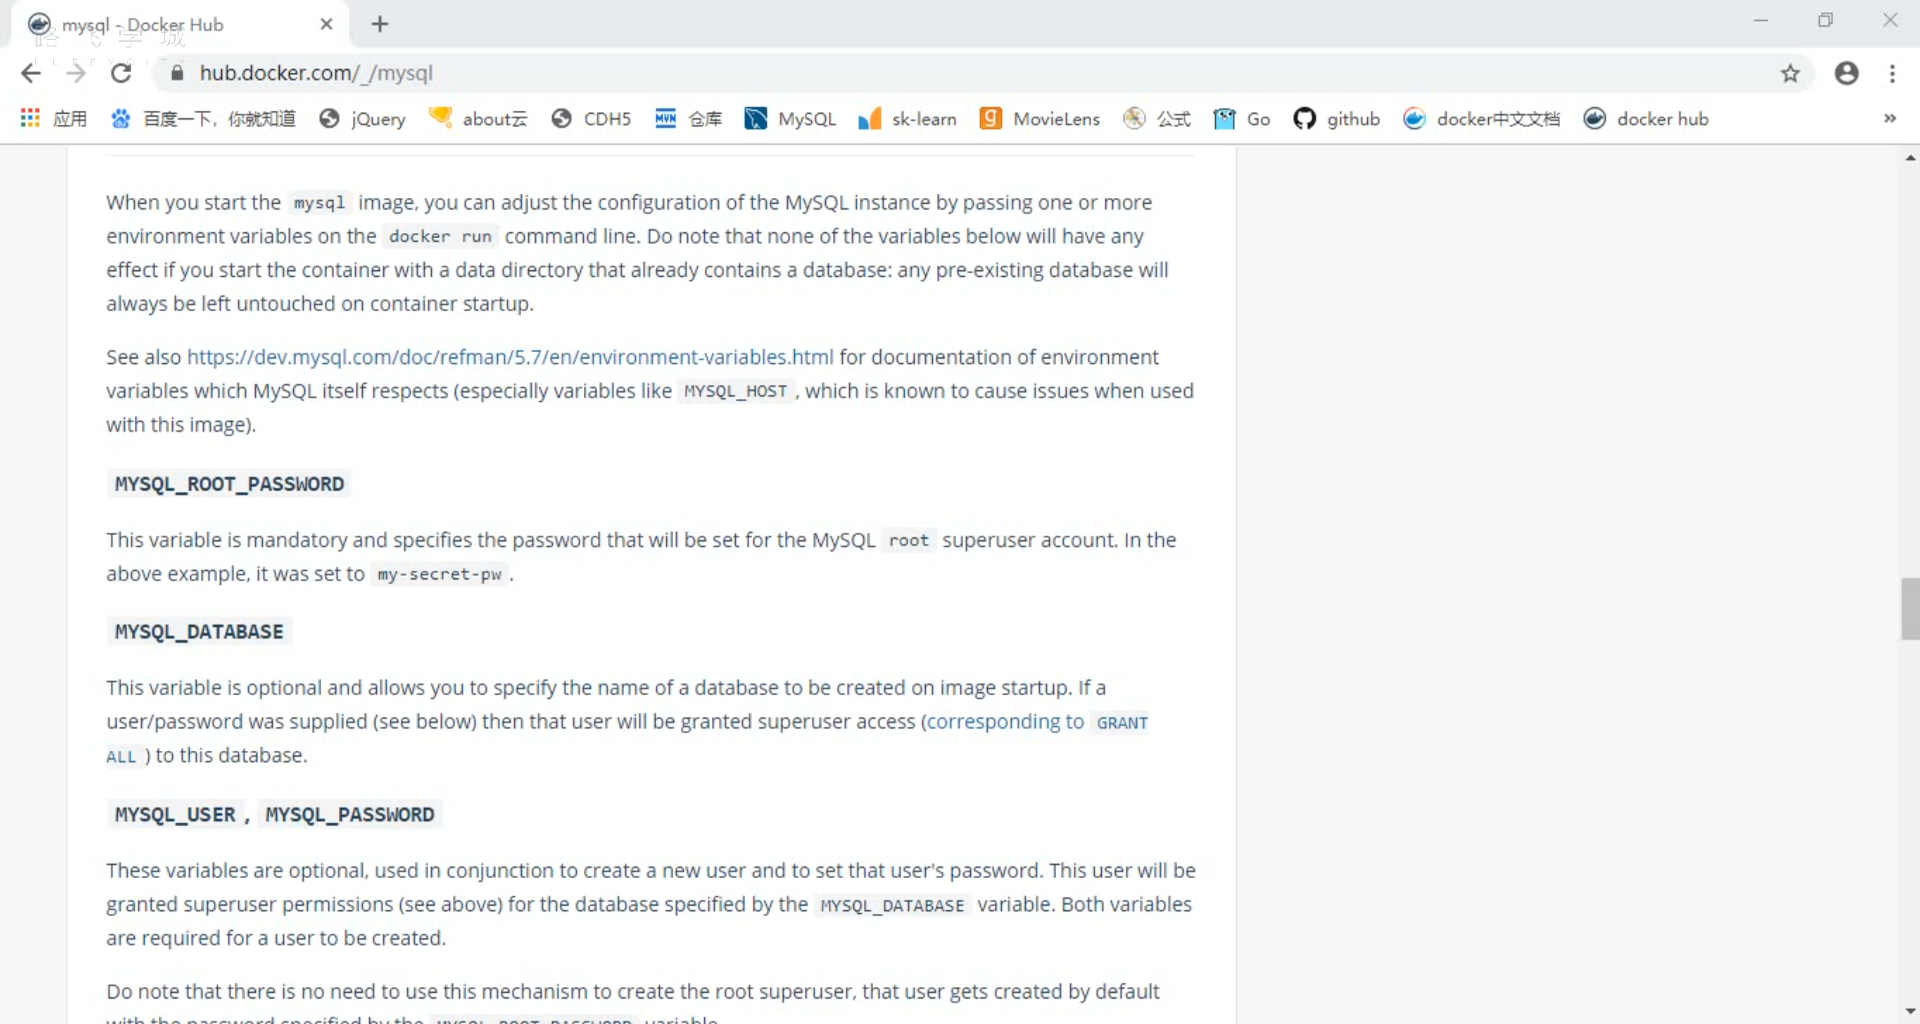 mysql - Docker Hub
路飞学城
hub.docker.com/_/mysql
应用 百度一下，你就知道 jQuery about云 CDH5 仓库 MySQL sk-learn MovieLens 公式 Go github docker中文文档 docker hub »
When you start the mysql image, you can adjust the configuration of the MySQL instance by passing one or more
environment variables on the docker run command line. Do note that none of the variables below will have any
effect if you start the container with a data directory that already contains a database: any pre-existing database will
always be left untouched on container startup.
See also https://dev.mysql.com/doc/refman/5.7/en/environment-variables.html for documentation of environment
variables which MySQL itself respects (especially variables like MYSQL_HOST , which is known to cause issues when used
with this image).
MYSQL_ROOT_PASSWORD
This variable is mandatory and specifies the password that will be set for the MySQL root superuser account. In the
above example, it was set to my-secret-pw .
MYSQL_DATABASE
This variable is optional and allows you to specify the name of a database to be created on image startup. If a
user/password was supplied (see below) then that user will be granted superuser access (corresponding to GRANT
ALL ) to this database.
MYSQL_USER , MYSQL_PASSWORD
These variables are optional, used in conjunction to create a new user and to set that user's password. This user will be
granted superuser permissions (see above) for the database specified by the MYSQL_DATABASE variable. Both variables
are required for a user to be created.
Do note that there is no need to use this mechanism to create the root superuser, that user gets created by default
with the password specified by the MYSQL_ROOT_PASSWORD variable